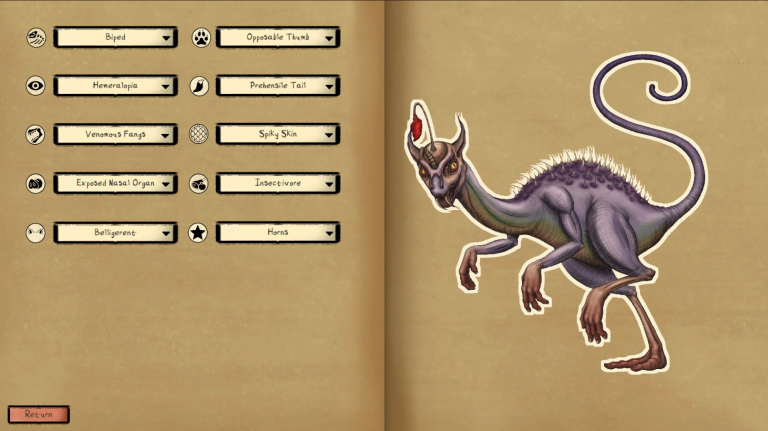 Biped
Opposable Thumb
Hemeralopia
Prehensile Tail
Venomous Fangs
Spiky Skin
Exposed Nasal Organ
Insectivore
Belligerent
Horns
Return